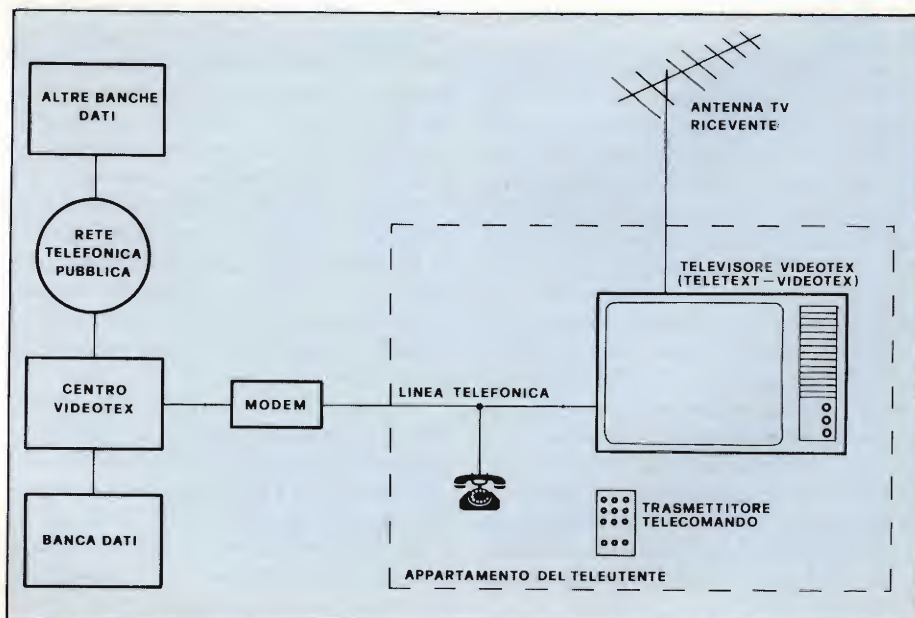 ALTRE BANCHE
DATI
RETE
TELEFONICA
PUBBLICA
CENTRO
VIDEOTEX
BANCA DATI
MODEM
LINEA TELEFONICA
ANTENNA TV
RICEVENTE
TELEVISORE VIDEOTEX
(TELETEXT – VIDEOTEX)
TRASMETTITORE
TELECOMANDO
APPARTAMENTO DEL TELEUTENTE